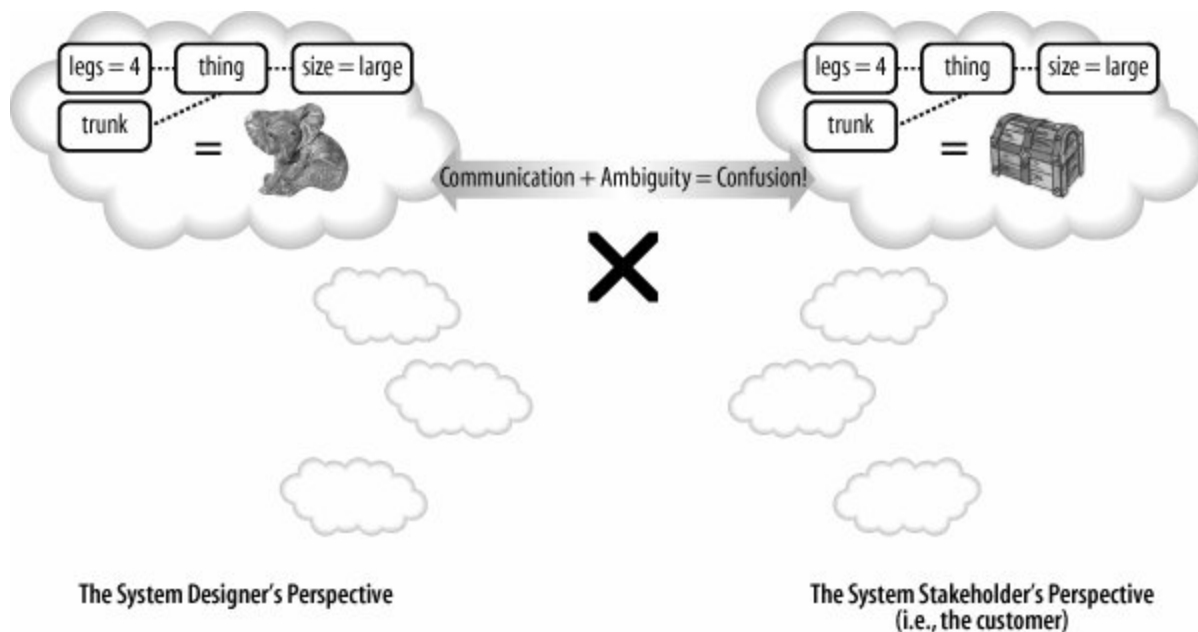 legs = 4 thing size = large
trunk
=
legs = 4 thing size = large
trunk
=
Communication + Ambiguity = Confusion!
The System Designer's Perspective
The System Stakeholder's Perspective
(i.e., the customer)